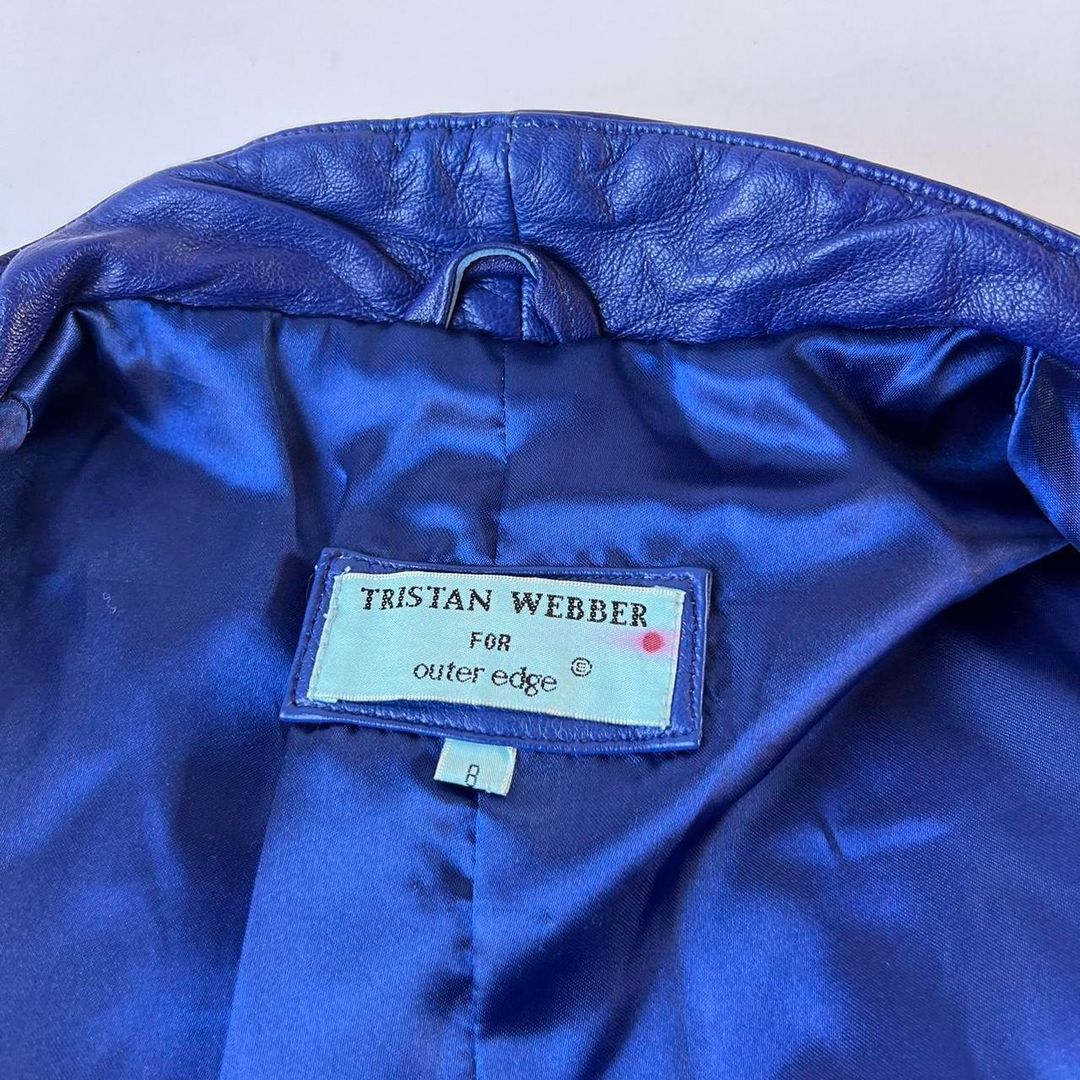 TRISTAN WEBBER
FOR
outer edge Ⓔ
8